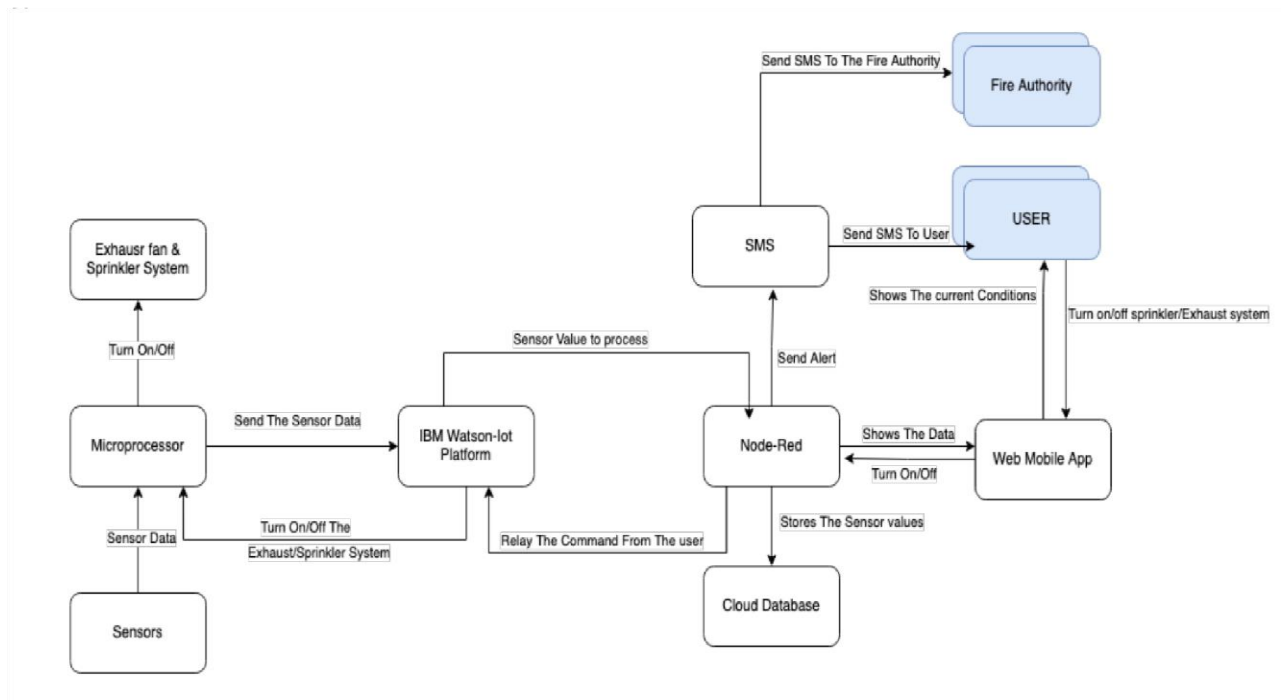 Send SMS To The Fire Authority
Fire Authority
USER
Exhausr fan &
Sprinkler System
SMS
Send SMS To User
Shows The current Conditions
Turn on/off sprinkler/Exhaust system
Turn On/Off
Sensor Value to process
Send Alert
Microprocessor
Send The Sensor Data
IBM Watson-Iot
Platform
Node-Red
Shows The Data
Turn On/Off
Web Mobile App
Sensor Data
Turn On/Off The
Exhaust/Sprinkler System
Relay The Command From The user
Stores The Sensor values
Sensors
Cloud Database